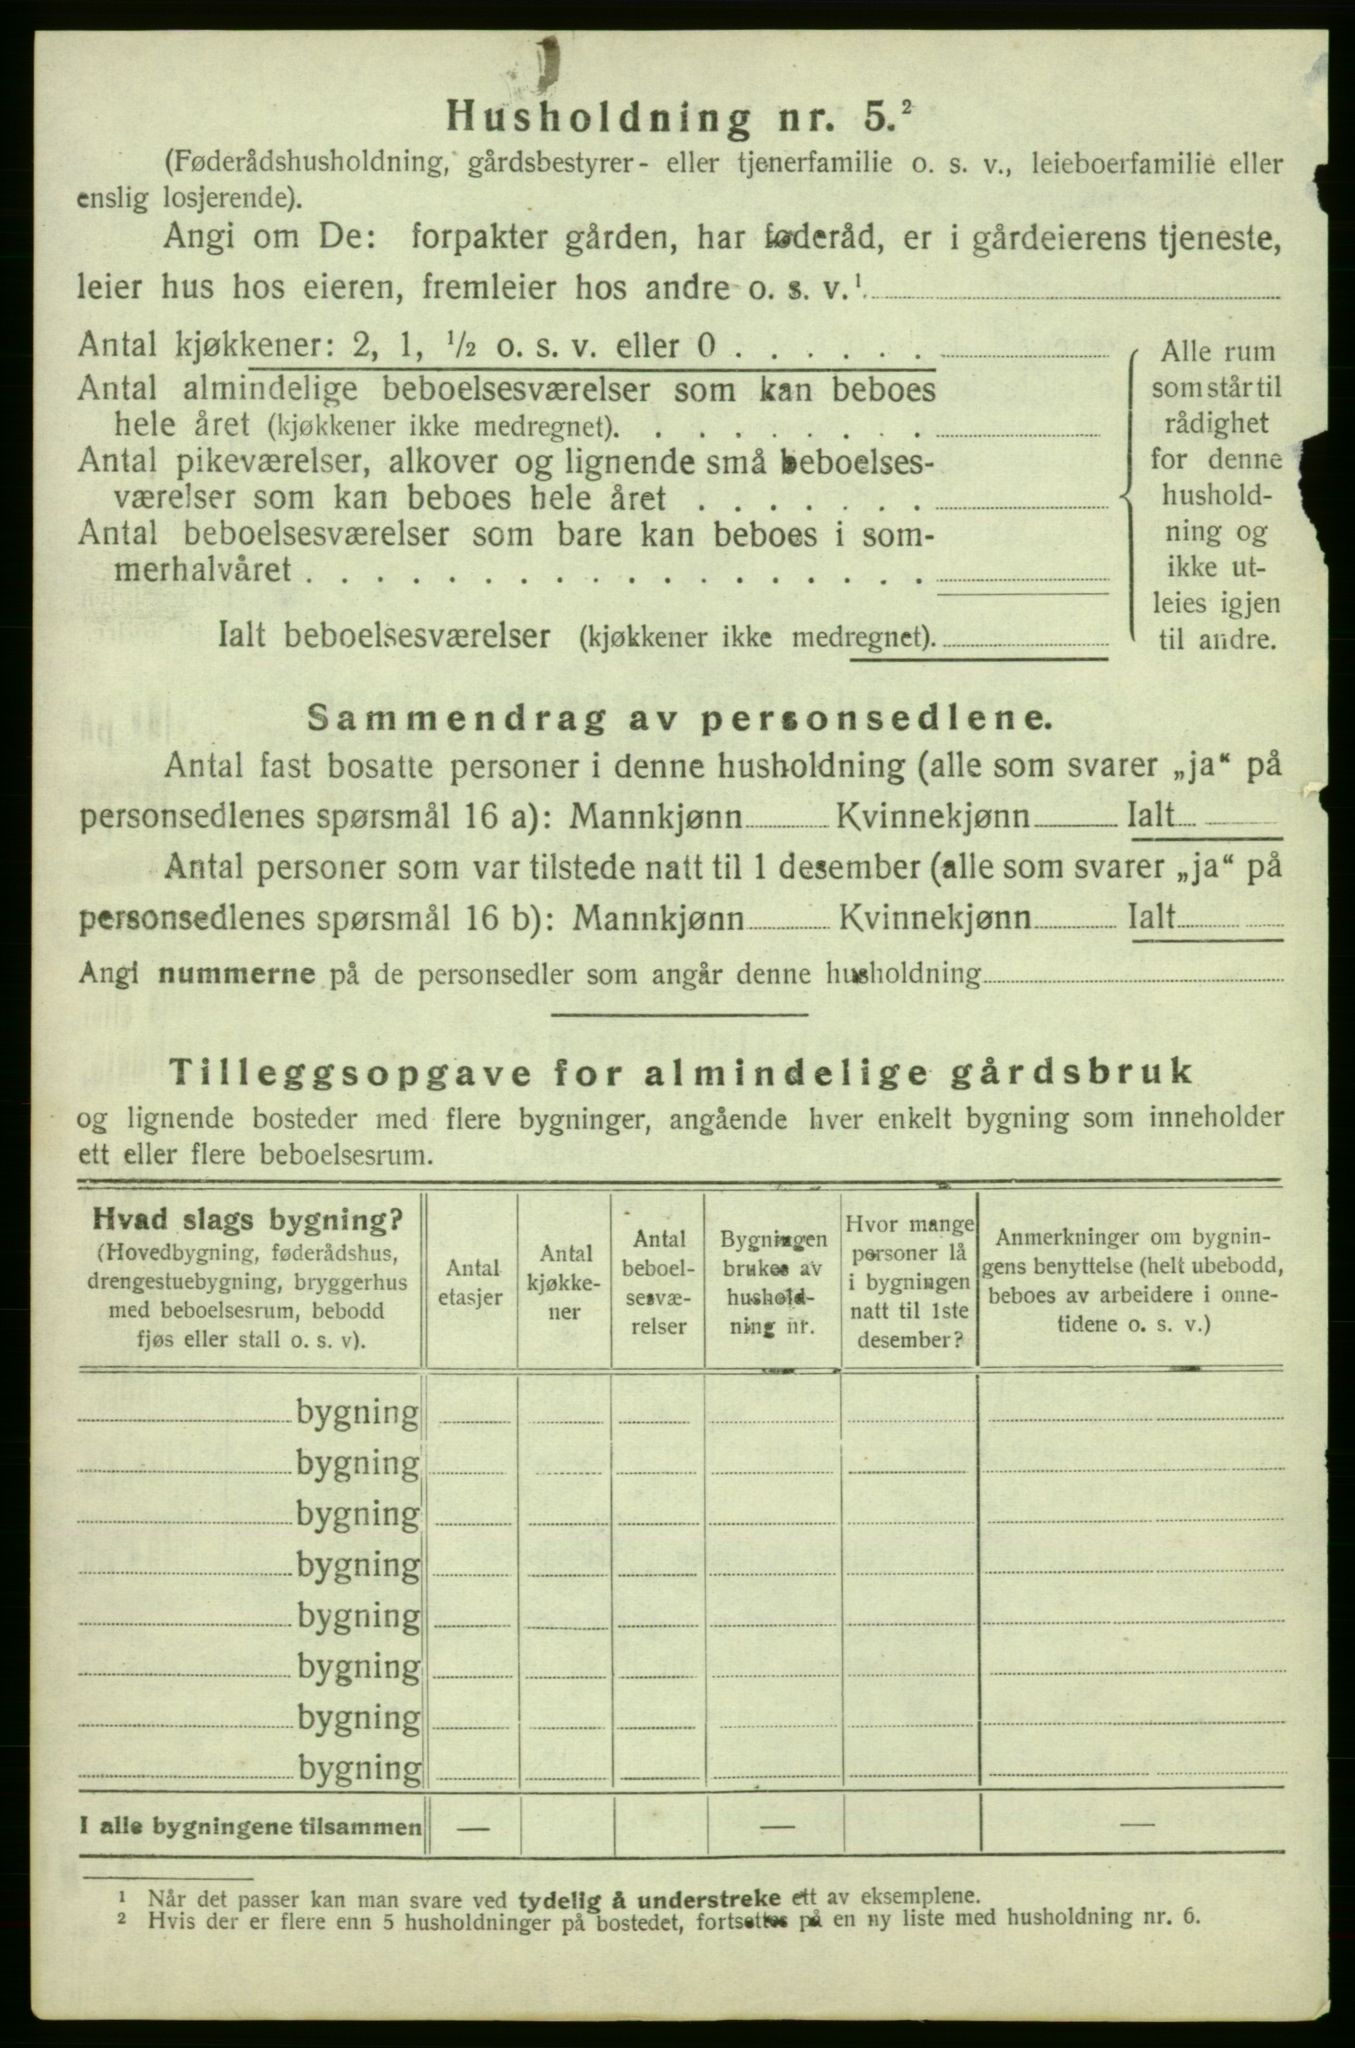 Husholdning nr. 5.²
(Føderådshusholdning, gårdsbestyrer- eller tjenerfamilie o. s. v., leieboerfamilie eller
enslig losjerende).
Angi om De: forpakter gården, har føderåd, er i gårdeierens tjeneste,
leier hus hos eieren, fremleier hos andre o. s. v.¹
Antal kjøkkener: 2, 1, ½ o. s. v. eller 0 . . . . . .
Antal almindelige beboelsesværelser som kan beboes
hele året (kjøkkener ikke medregnet). . . . . . . . . .
Antal pikeværelser, alkover og lignende små beboelses-
værelser som kan beboes hele året . . . . . . .
Antal beboelsesværelser som bare kan beboes i som-
merhalvåret . . . . . . . . . . . . . . . . . .
Ialt beboelsesværelser (kjøkkener ikke medregnet).
Alle rum
som står til
rådighet
for denne
hushold-
ning og
ikke ut-
leies igjen
til andre.
Sammendrag av personsedlene.
Antal fast bosatte personer i denne husholdning (alle som svarer „ja“ på
personsedlenes spørsmål 16 a): Mannkjønn Kvinnekjønn Ialt
Antal personer som var tilstede natt til 1 desember (alle som svarer „ja“ på
personsedlenes spørsmål 16 b): Mannkjønn Kvinnekjønn Ialt
Angi nummerne på de personsedler som angår denne husholdning
Tilleggsopgave for almindelige gårdsbruk
og lignende bosteder med flere bygninger, angående hver enkelt bygning som inneholder
ett eller flere beboelsesrum.
Hvad slags bygning?
(Hovedbygning, føderådshus,
drengestuebygning, bryggerhus
med beboelsesrum, bebodd
fjøs eller stall o. s. v).
Antal
etasjer
Antal
kjøkke-
ner
Antal
beboel-
sesvæ-
relser
Bygningen
brukes av
hushold-
ning nr.
Hvor mange
personer lå
i bygningen
natt til 1ste
desember?
Anmerkninger om bygnin-
gens benyttelse (helt ubebodd,
beboes av arbeidere i onne-
tidene o. s. v.)
bygning
bygning
bygning
bygning
bygning
bygning
bygning
bygning
I alle bygningene tilsammen — — —
¹ Når det passer kan man svare ved tydelig å understreke ett av eksemplene.
² Hvis der er flere enn 5 husholdninger på bostedet, fortsettes på en ny liste med husholdning nr. 6.